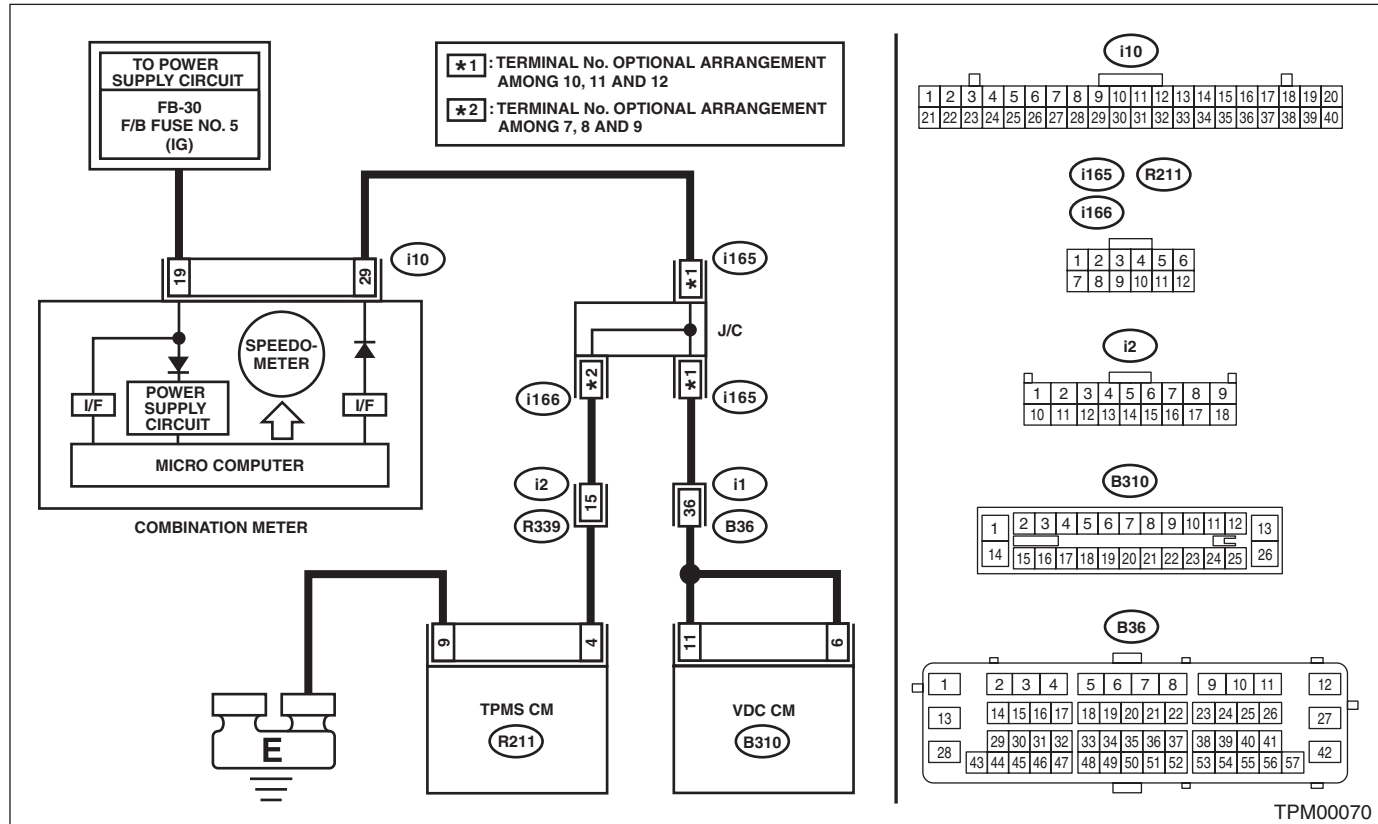 TO POWER
SUPPLY CIRCUIT
FB-30
F/B FUSE NO. 5
(IG)
*1 : TERMINAL No. OPTIONAL ARRANGEMENT
AMONG 10, 11 AND 12
*2 : TERMINAL No. OPTIONAL ARRANGEMENT
AMONG 7, 8 AND 9
19
29
i10
i165
*1
J/C
SPEEDO-
METER
I/F
POWER
SUPPLY
CIRCUIT
I/F
MICRO COMPUTER
COMBINATION METER
*2
*1
i166
i165
i2
15
R339
i1
36
B36
9
4
11
6
TPMS CM
R211
VDC CM
B310
E
i10
1 2 3 4 5 6 7 8 9 10 11 12 13 14 15 16 17 18 19 20
21 22 23 24 25 26 27 28 29 30 31 32 33 34 35 36 37 38 39 40
i165 R211
i166
1 2 3 4 5 6
7 8 9 10 11 12
i2
1 2 3 4 5 6 7 8 9
10 11 12 13 14 15 16 17 18
B310
1 2 3 4 5 6 7 8 9 10 11 12 13
14 15 16 17 18 19 20 21 22 23 24 25 26
B36
1 2 3 4 5 6 7 8 9 10 11 12
13 14 15 16 17 18 19 20 21 22 23 24 25 26 27
28 29 30 31 32 33 34 35 36 37 38 39 40 41 42
43 44 45 46 47 48 49 50 51 52 53 54 55 56 57
TPM00070